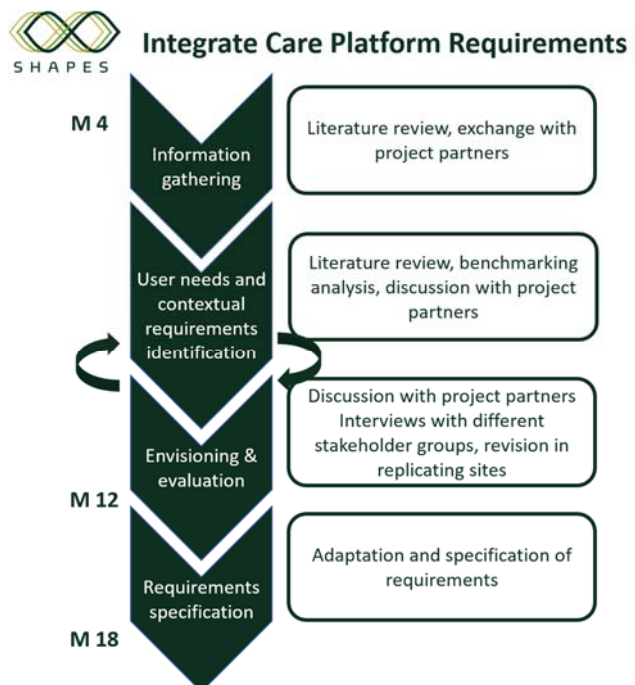 SHAPES
Integrate Care Platform Requirements
M 4
Information
gathering
Literature review, exchange with
project partners
User needs and
contextual
requirements
identification
Literature review, benchmarking
analysis, discussion with project
partners
Envisioning &
evaluation
Discussion with project partners
Interviews with different
stakeholder groups, revision in
replicating sites
M 12
Requirements
specification
Adaptation and specification of
requirements
M 18